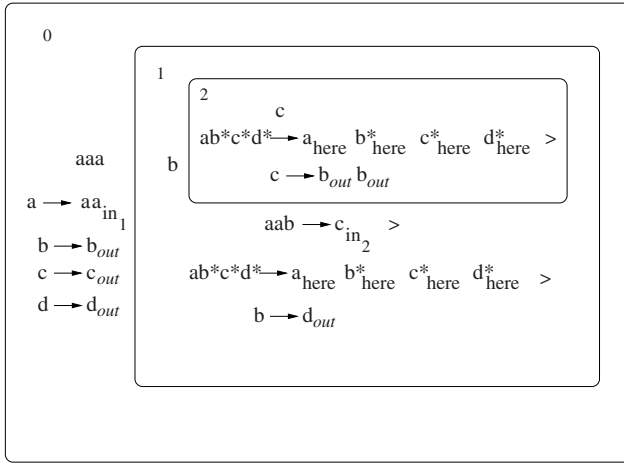 0
1
2
c
ab*c*d* → a_here b*_here c*_here d*_here >
c → b_out b_out
aaa
b
a → aa_in_1
aab → c_in_2 >
b → b_out
c → c_out
d → d_out
ab*c*d* → a_here b*_here c*_here d*_here >
b → d_out